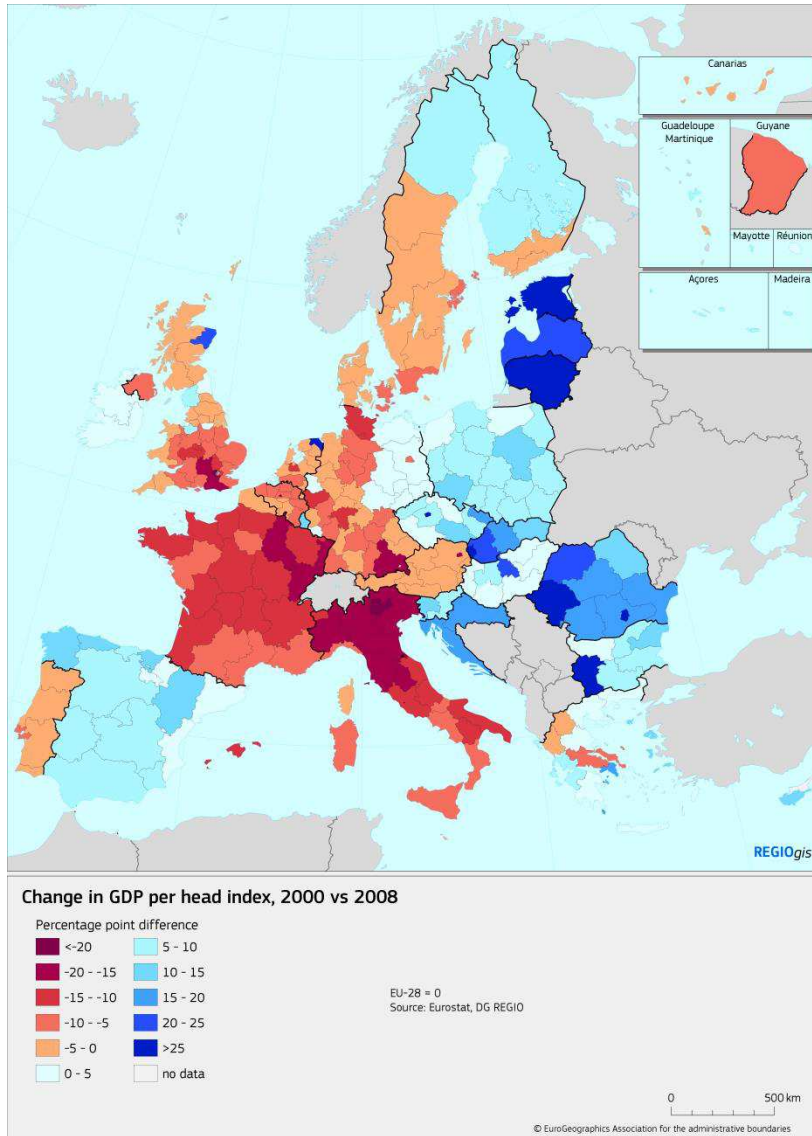 Canarias
Guadeloupe
Martinique
Guyane
Mayotte
Réunion
Açores
Madeira
REGIOgis
Change in GDP per head index, 2000 vs 2008
Percentage point difference
<-20
-20 - -15
-15 - -10
-10 - -5
-5 - 0
0 - 5
5 - 10
10 - 15
15 - 20
20 - 25
>25
no data
EU-28 = 0
Source: Eurostat, DG REGIO
0 500 km
© EuroGeographics Association for the administrative boundaries